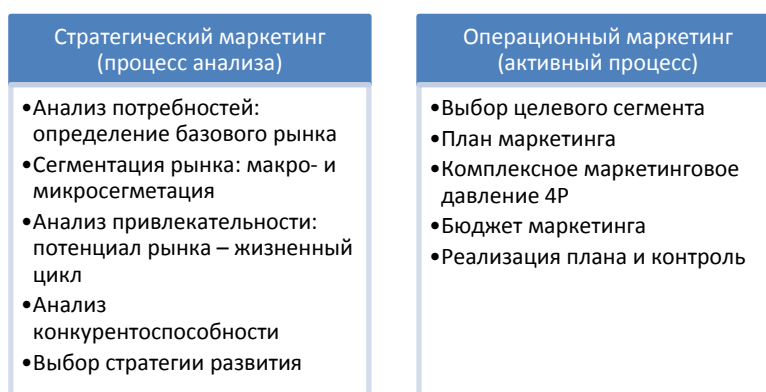 Стратегический маркетинг
(процесс анализа)
•Анализ потребностей:
определение базового рынка
•Сегментация рынка: макро- и
микросегметация
•Анализ привлекательности:
потенциал рынка – жизненный
цикл
•Анализ
конкурентоспособности
•Выбор стратегии развития
Операционный маркетинг
(активный процесс)
•Выбор целевого сегмента
•План маркетинга
•Комплексное маркетинговое
давление 4Р
•Бюджет маркетинга
•Реализация плана и контроль